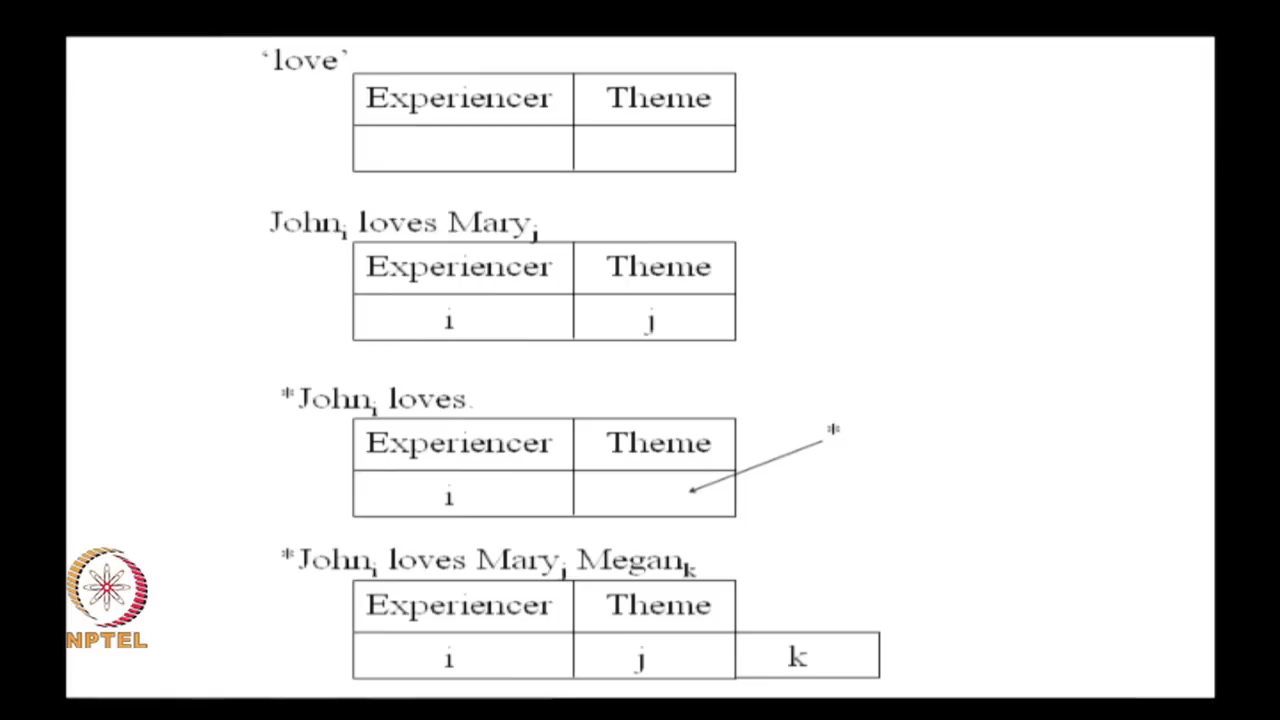 ‘love’
Experiencer Theme
Johni loves Maryj
Experiencer Theme
i j
*Johni loves.
Experiencer Theme
*
i
*Johni loves Maryj Megank
Experiencer Theme
i j k
NPTEL